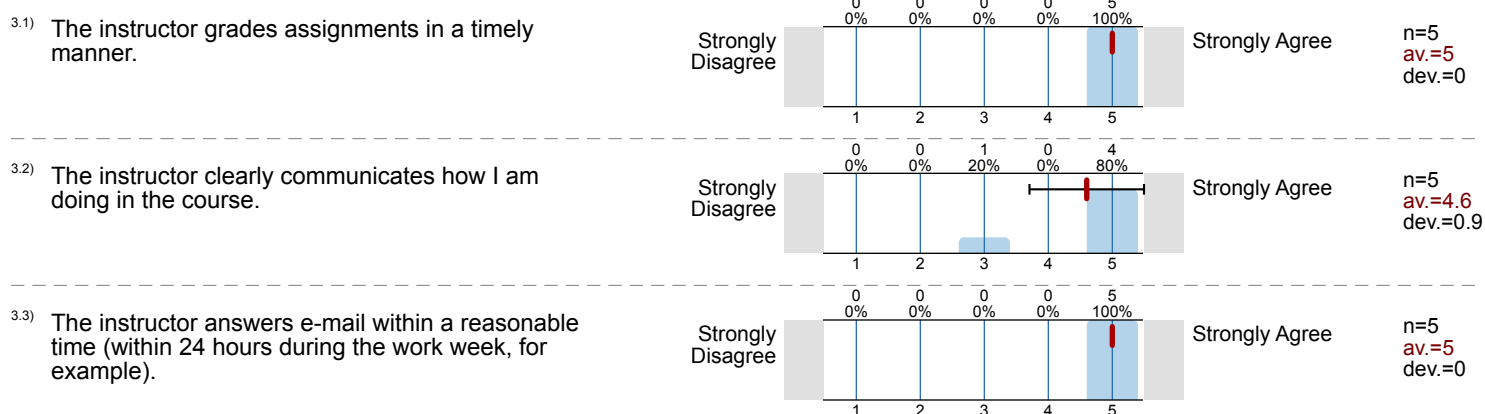 3.1) The instructor grades assignments in a timely
manner.
0 0 0 0 5
0% 0% 0% 0% 100%
Strongly
Disagree
Strongly Agree
1 2 3 4 5
n=5
av.=5
dev.=0
3.2) The instructor clearly communicates how I am
doing in the course.
0 0 1 0 4
0% 0% 20% 0% 80%
Strongly
Disagree
Strongly Agree
1 2 3 4 5
n=5
av.=4.6
dev.=0.9
3.3) The instructor answers e-mail within a reasonable
time (within 24 hours during the work week, for
example).
0 0 0 0 5
0% 0% 0% 0% 100%
Strongly
Disagree
Strongly Agree
1 2 3 4 5
n=5
av.=5
dev.=0